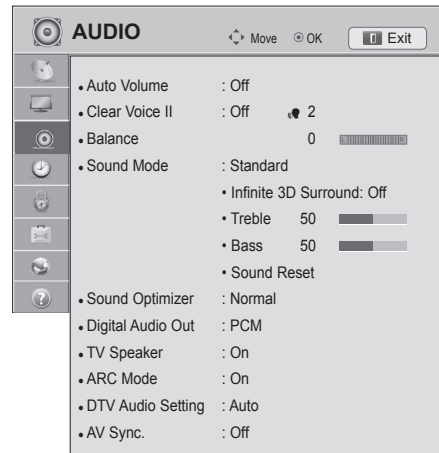 AUDIO Move OK Exit
• Auto Volume : Off
• Clear Voice II : Off 2
• Balance 0 L R
• Sound Mode : Standard
• Infinite 3D Surround: Off
• Treble 50
• Bass 50
• Sound Reset
• Sound Optimizer : Normal
• Digital Audio Out : PCM
• TV Speaker : On
• ARC Mode : On
• DTV Audio Setting : Auto
• AV Sync. : Off